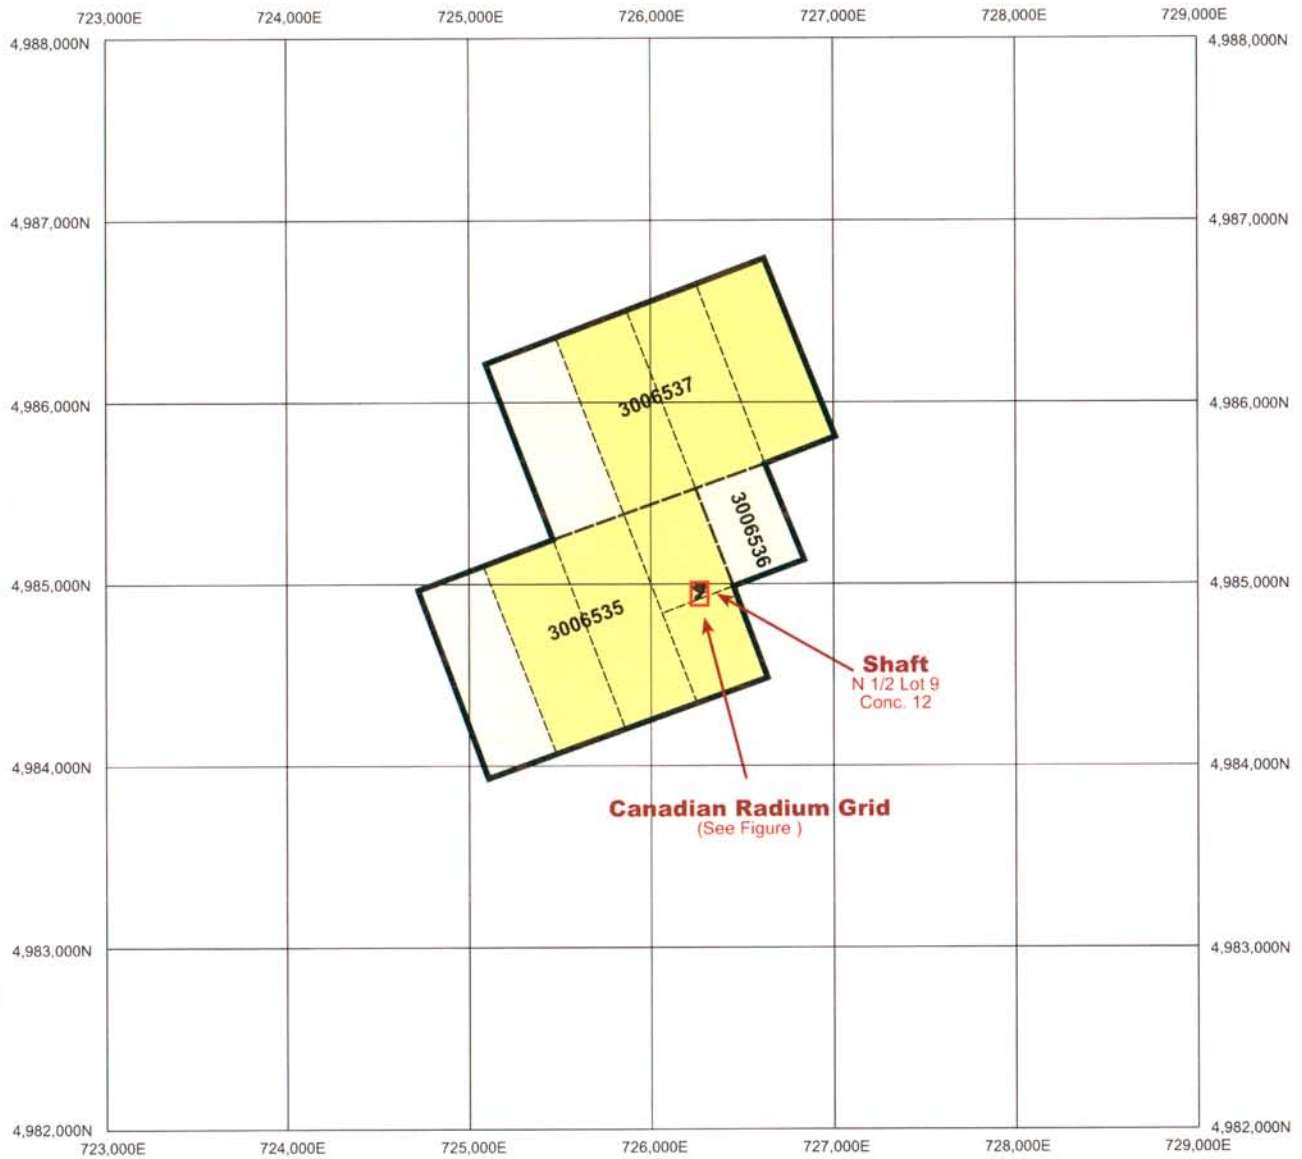 723,000E 724,000E 725,000E 726,000E 727,000E 728,000E 729,000E
4,988,000N 4,988,000N
4,987,000N 4,987,000N
3006537
4,986,000N 4,986,000N
3006536
4,985,000N 4,985,000N
3006535
Shaft
N 1/2 Lot 9
Conc. 12
4,984,000N 4,984,000N
Canadian Radium Grid
(See Figure )
4,983,000N 4,983,000N
4,982,000N 4,982,000N
723,000E 724,000E 725,000E 726,000E 727,000E 728,000E 729,000E